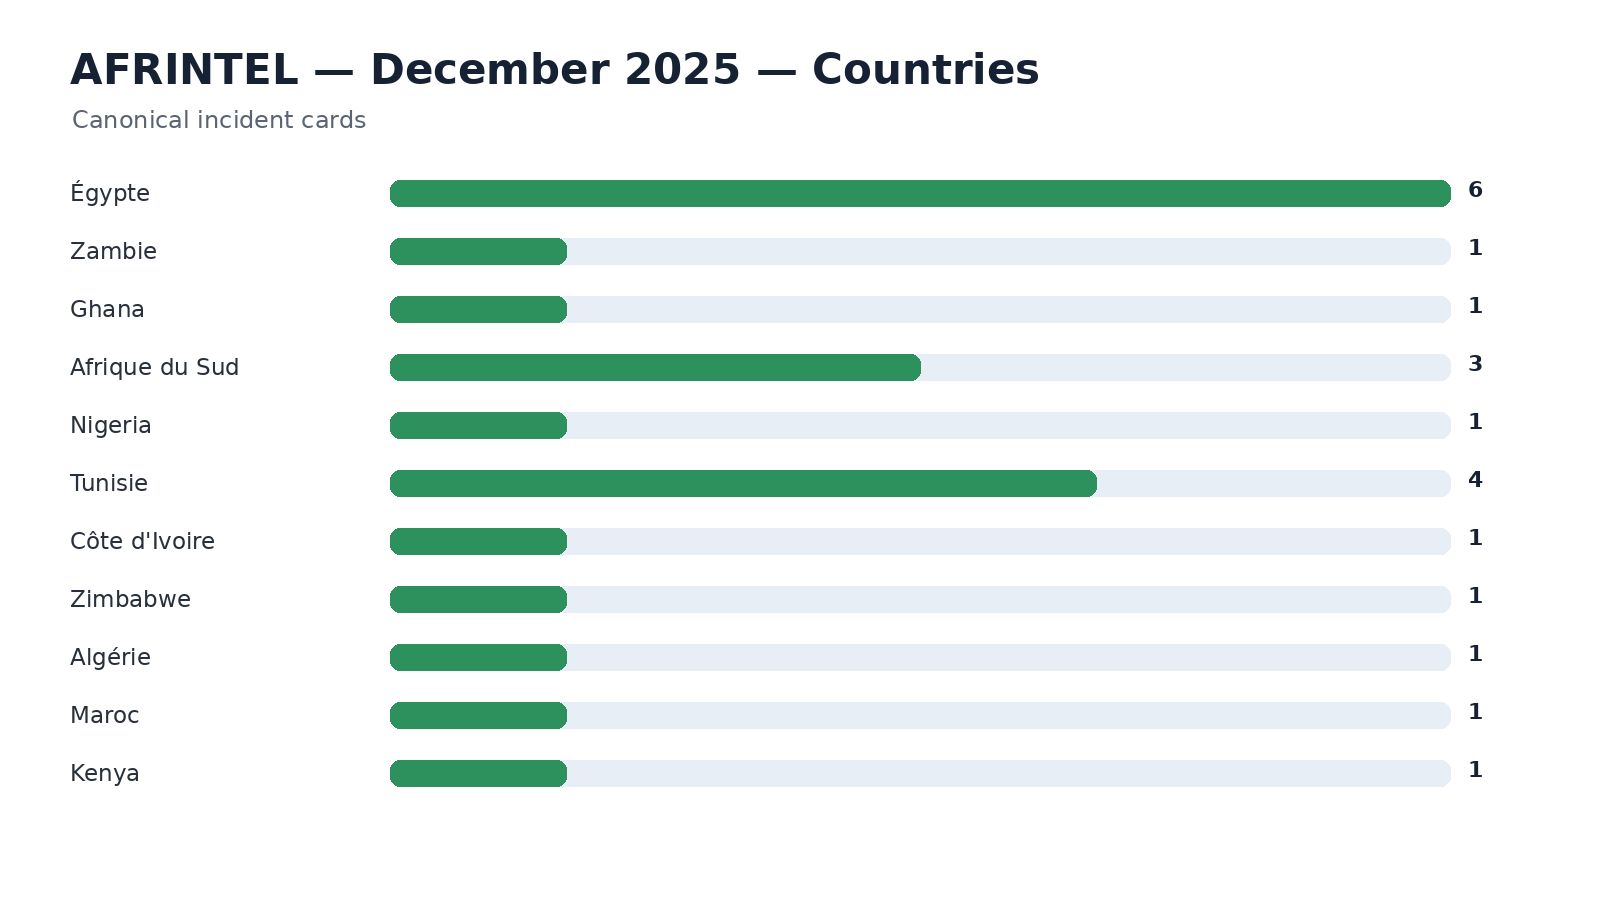 AFRINTEL — December 2025 — Countries
Canonical incident cards
Égypte 6
Zambie 1
Ghana 1
Afrique du Sud 3
Nigeria 1
Tunisie 4
Côte d'Ivoire 1
Zimbabwe 1
Algérie 1
Maroc 1
Kenya 1